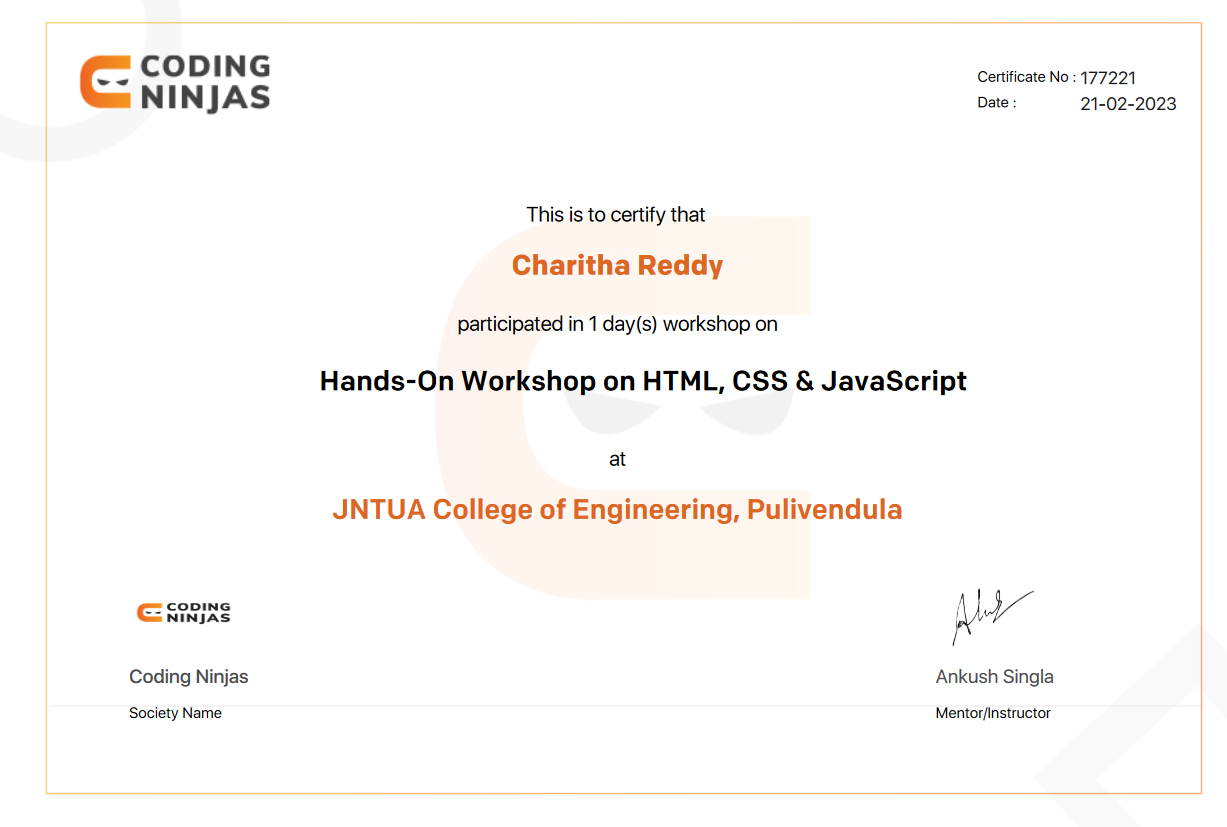 CODING
NINJAS
Certificate No : 177221
Date : 21-02-2023
This is to certify that
Charitha Reddy
participated in 1 day(s) workshop on
Hands-On Workshop on HTML, CSS & JavaScript
at
JNTUA College of Engineering, Pulivendula
CODING
NINJAS
Coding Ninjas
Ankush Singla
Society Name
Mentor/Instructor